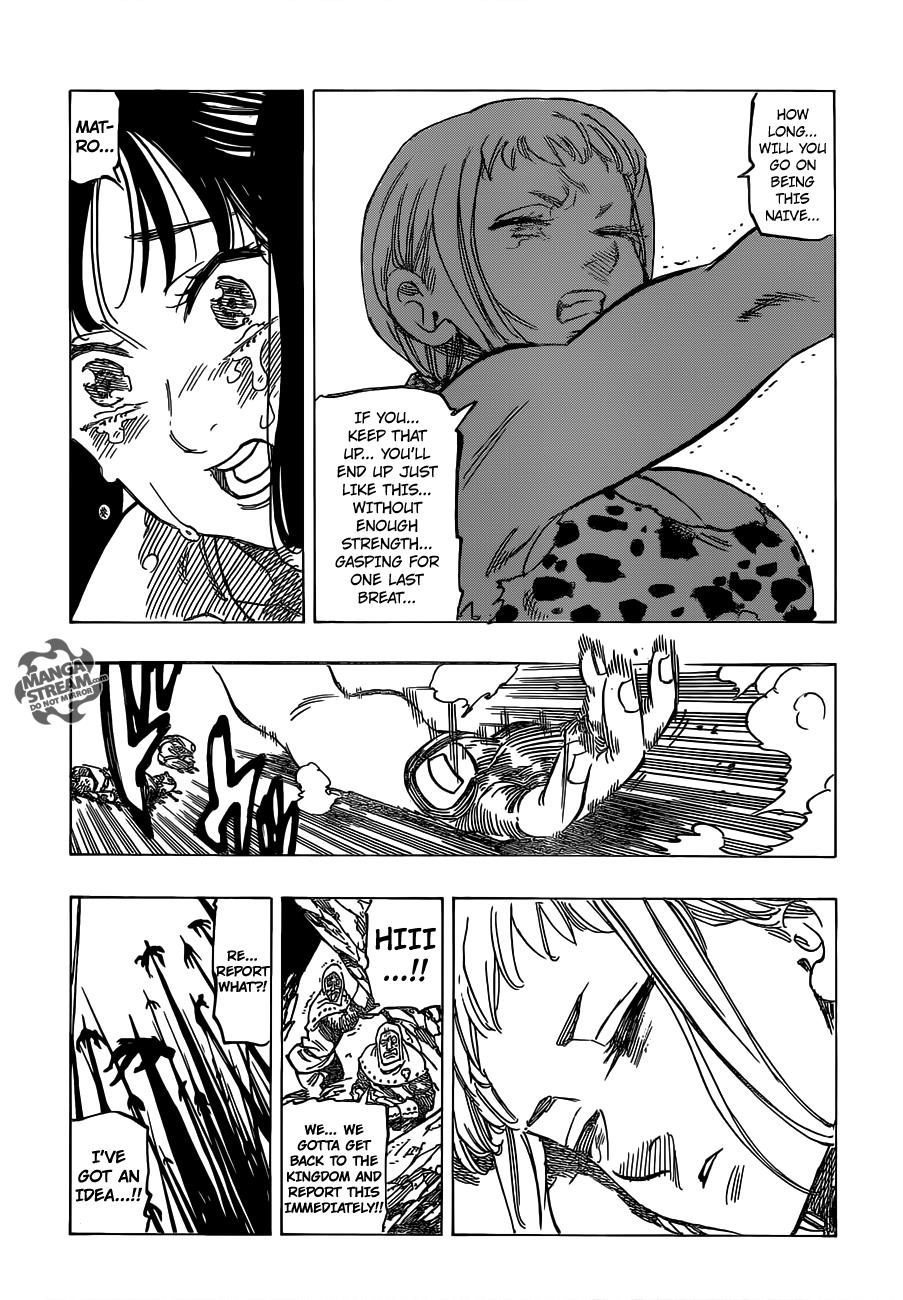 HOW
LONG...
WILL YOU
GO ON
BEING
THIS
NAIVE...
IF YOU...
KEEP THAT
UP... YOU'LL
END UP JUST
LIKE THIS...
WITHOUT
ENOUGH
STRENGTH...
GASPING FOR
ONE LAST
BREAT...
MAT-
RO...
MANGA
STREAM.com
DO NOT MIRROR
HIII
...!!
WE... WE
GOTTA GET
BACK TO THE
KINGDOM AND
REPORT THIS
IMMEDIATELY!!
RE...
REPORT
WHAT?!
I'VE
GOT AN
IDEA...!!